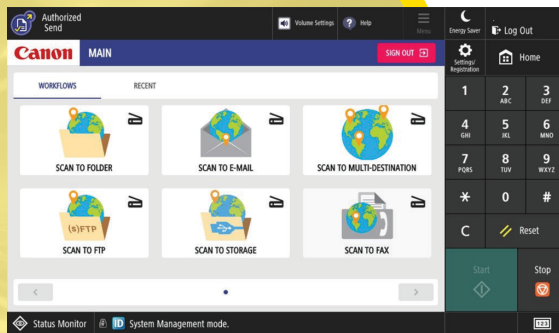 Authorized
Send
Volume Settings
? Help
Menu
Energy Saver
Log Out
Canon MAIN
SIGN OUT
Settings/
Registration
Home
WORKFLOWS RECENT
SCAN TO FOLDER
SCAN TO E-MAIL
SCAN TO MULTI-DESTINATION
(s)FTP
SCAN TO FTP
SCAN TO STORAGE
SCAN TO FAX
1
2 ABC
3 DEF
4 GHI
5 JKL
6 MNO
7 PQRS
8 TUV
9 WXYZ
* 0 #
C
Reset
Start
Stop
< >
Status Monitor
ID System Management mode.
123